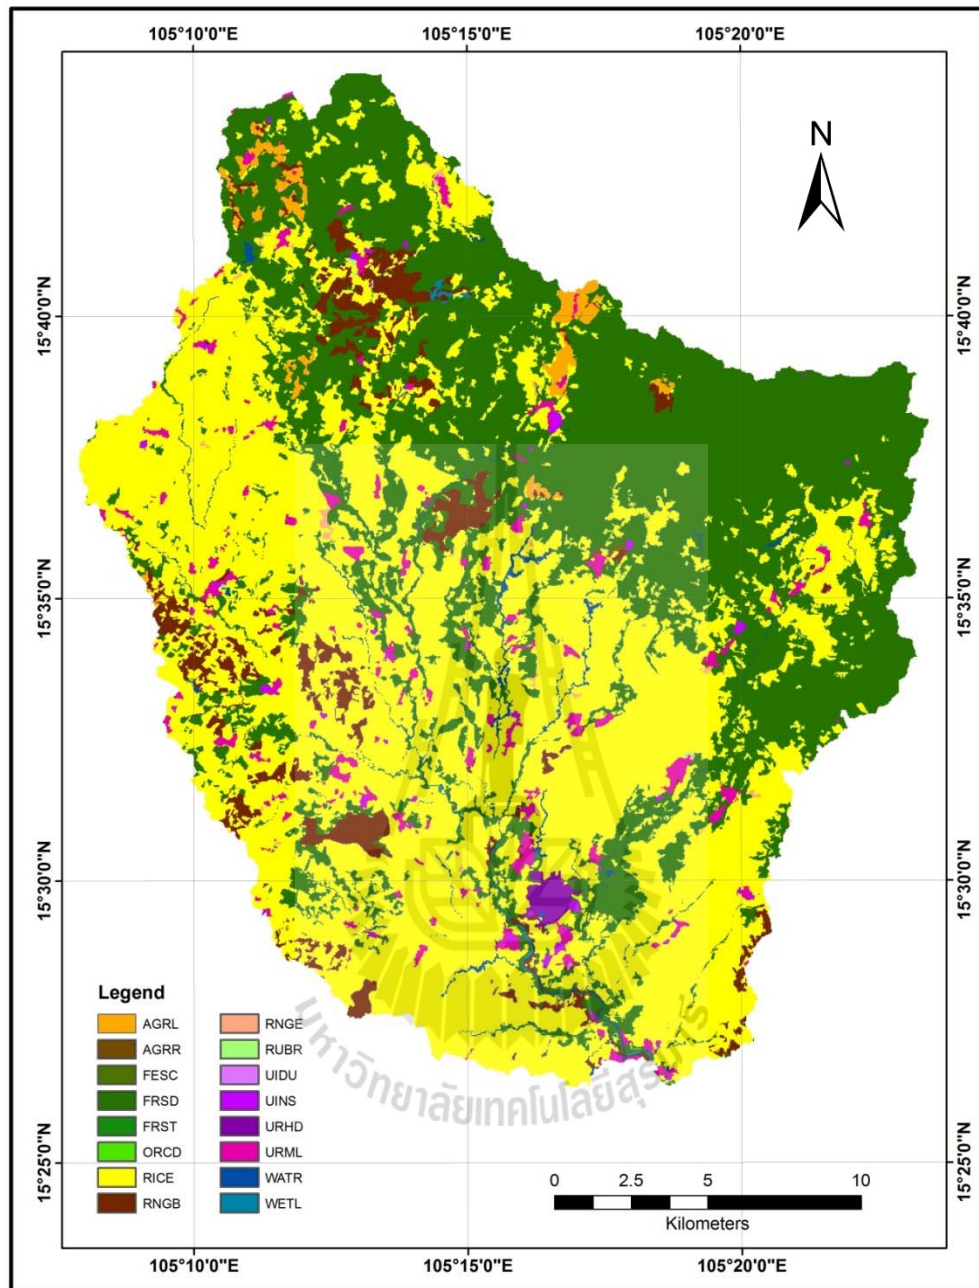 105°10'0"E 105°15'0"E 105°20'0"E
N
15°40'0"N 15°40'0"N
15°35'0"N 15°35'0"N
15°30'0"N 15°30'0"N
15°25'0"N 15°25'0"N
Legend
AGRL
AGRR
FESC
FRSD
FRST
ORCD
RICE
RNGB
RNGE
RUBR
UIDU
UINS
URHD
URML
WATR
WETL
มหาวิทยาลัยเทคโนโลยีสุรนารี
0 2.5 5 10
Kilometers
105°10'0"E 105°15'0"E 105°20'0"E